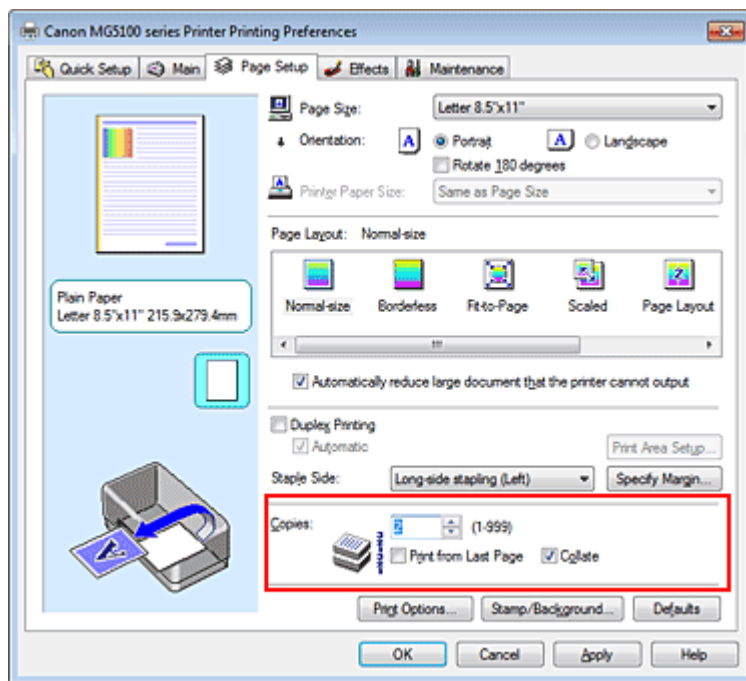 Canon MG5100 series Printer Printing Preferences
Quick Setup Main Page Setup Effects Maintenance
Page Size: Letter 8.5"x11"
Orientation: A Portrait A Landscape
Rotate 180 degrees
Printer Paper Size: Same as Page Size
Page Layout: Normal-size
Normal-size Borderless Fit-to-Page Scaled Page Layout
Plain Paper
Letter 8.5"x11" 215.9x279.4mm
Automatically reduce large document that the printer cannot output
Duplex Printing
Automatic Print Area Setup...
Staple Side: Long-side stapling (Left) Specify Margin...
Copies: 2 (1-999)
Print from Last Page Collate
Print Options... Stamp/Background... Defaults
OK Cancel Apply Help